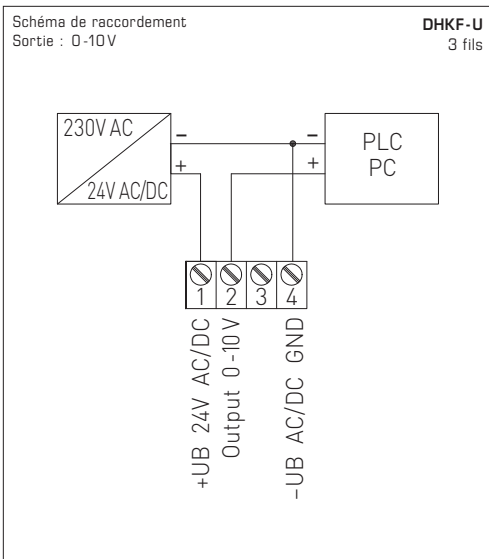 Schéma de raccordement
Sortie : 0-10 V
DHKF-U
3 fils
230V AC
24V AC/DC
–
+
–
+
PLC
PC
1
2
3
4
+UB 24V AC/DC
Output 0-10 V
–UB AC/DC GND